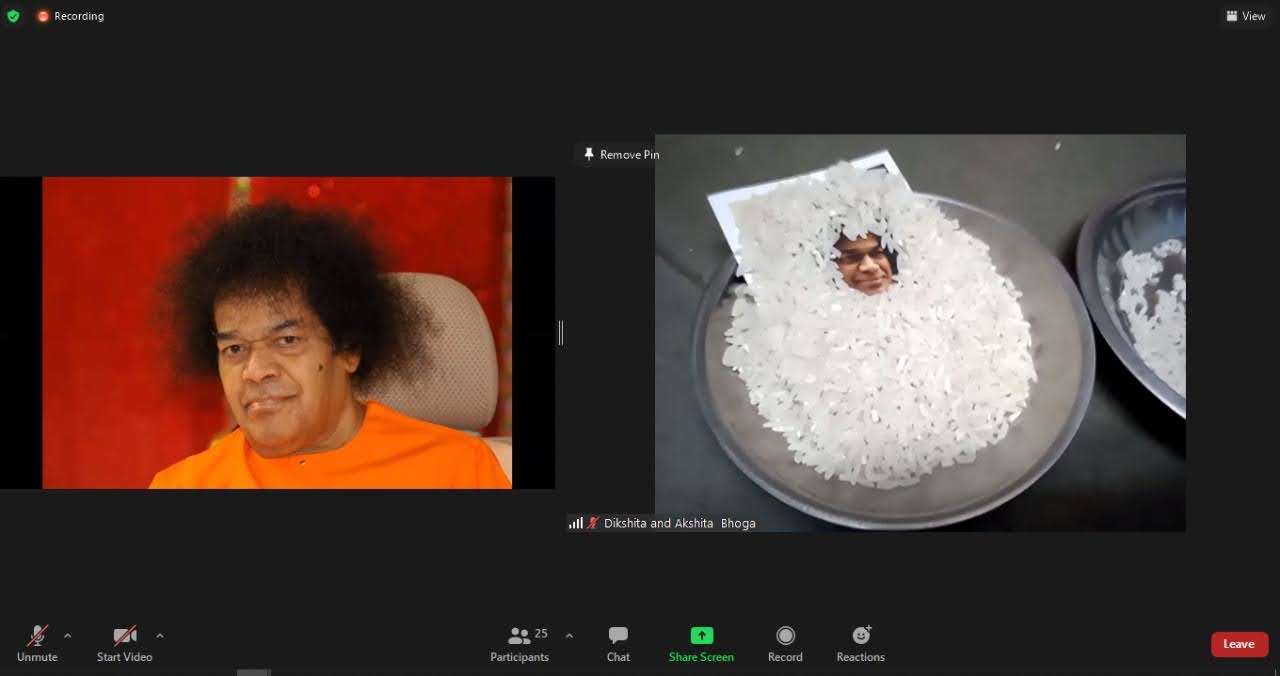 Recording
View
Remove Pin
Dikshita and Akshita Bhoga
Unmute
Start Video
Participants
25
Chat
Share Screen
Record
Reactions
Leave